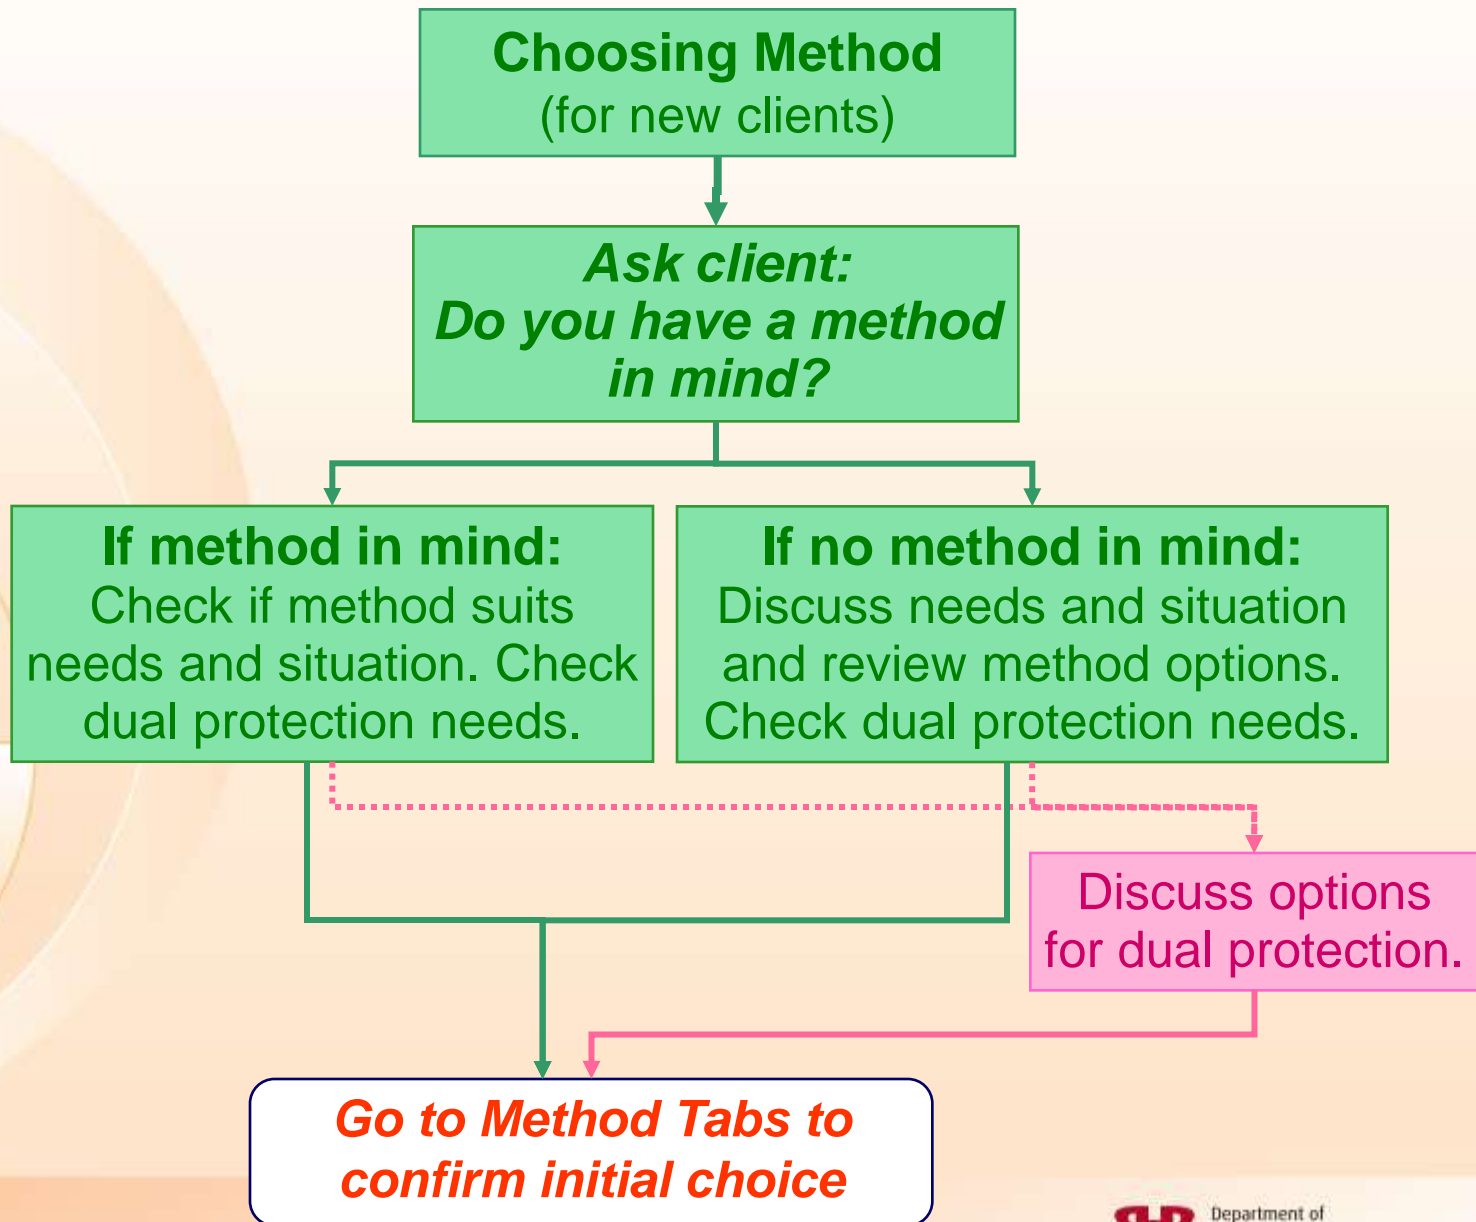 Choosing Method
(for new clients)
Ask client:
Do you have a method
in mind?
If method in mind:
Check if method suits
needs and situation. Check
dual protection needs.
If no method in mind:
Discuss needs and situation
and review method options.
Check dual protection needs.
Discuss options
for dual protection.
Go to Method Tabs to
confirm initial choice
Department of